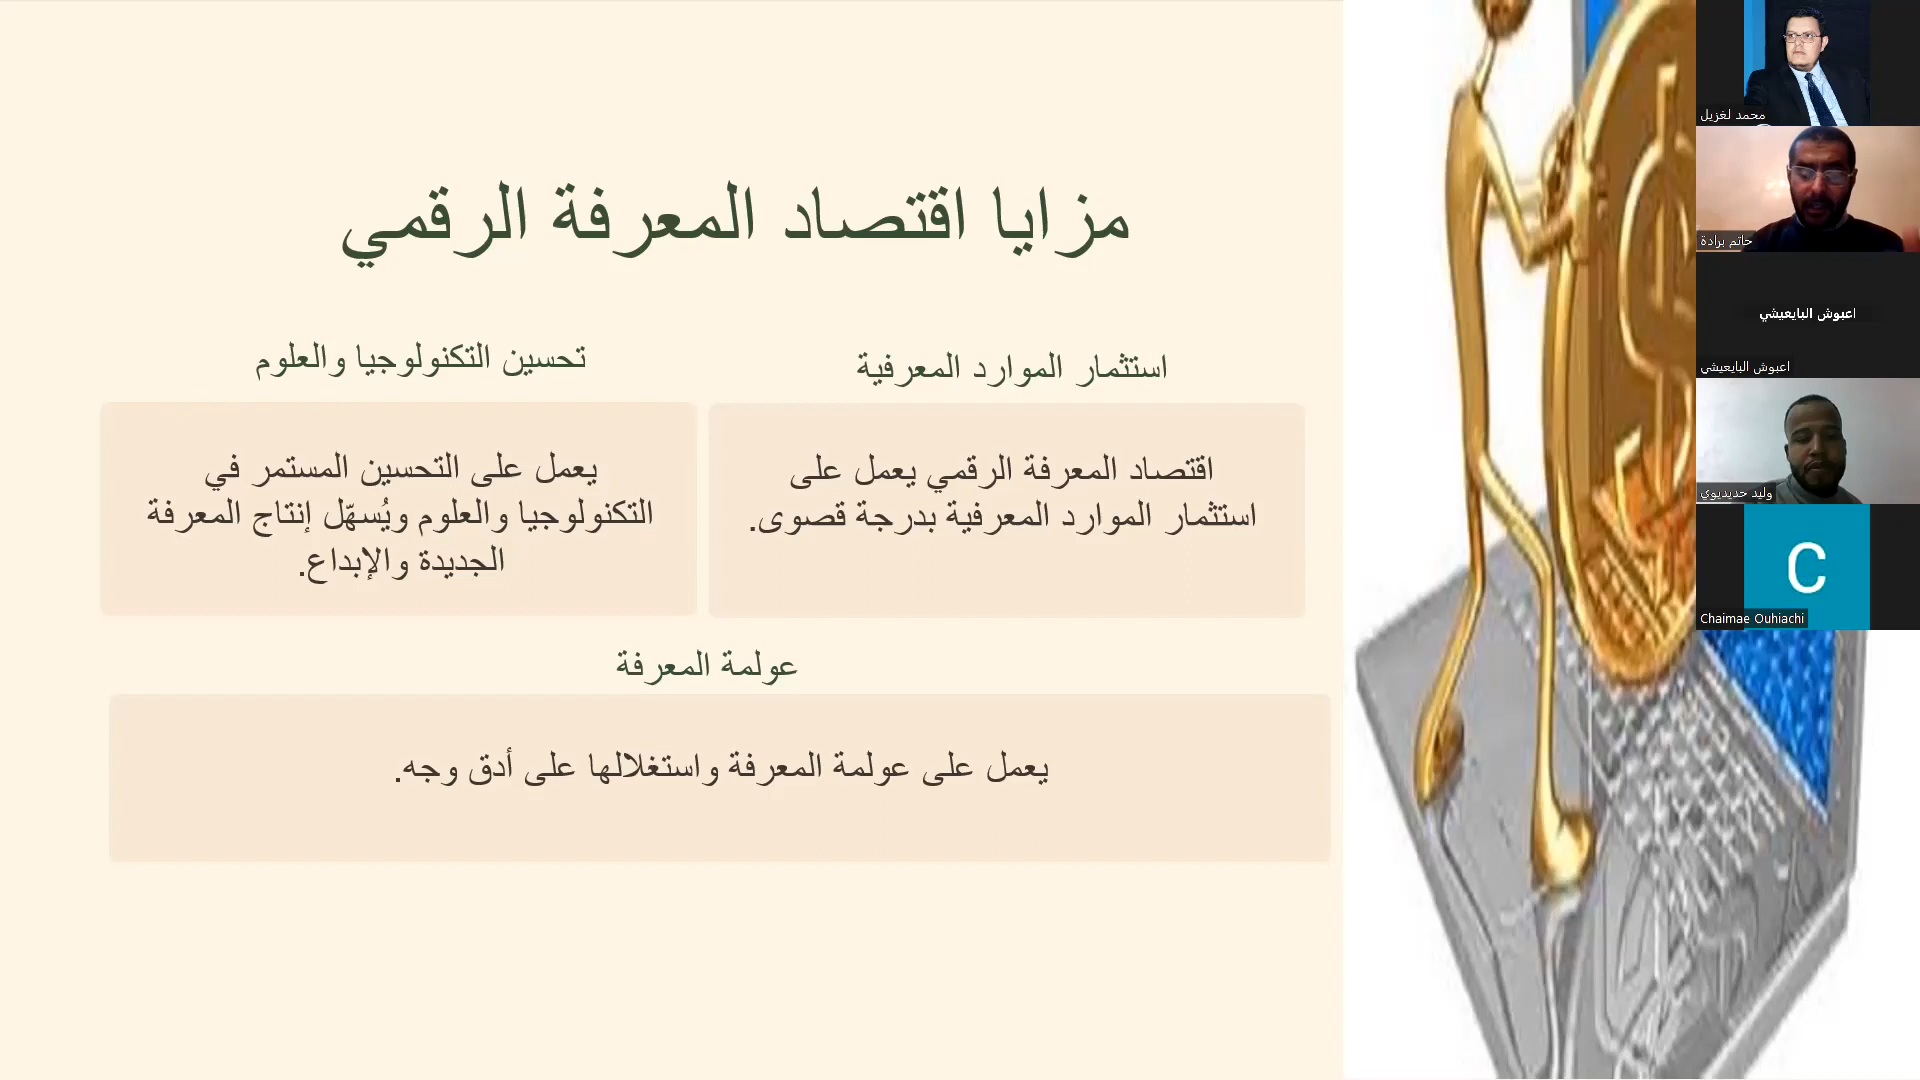 مزايا اقتصاد المعرفة الرقمي
استثمار الموارد المعرفية
اقتصاد المعرفة الرقمي يعمل على
استثمار الموارد المعرفية بدرجة قصوى.
تحسين التكنولوجيا والعلوم
يعمل على التحسين المستمر في
التكنولوجيا والعلوم ويُسهّل إنتاج المعرفة
الجديدة والإبداع.
عولمة المعرفة
يعمل على عولمة المعرفة واستغلالها على أدق وجه.
محمد لغزيل
حاتم برادة
اعبوش البايعيشي
اعبوش البايعيشي
وليد حديديوي
C
Chaimae Ouhiachi